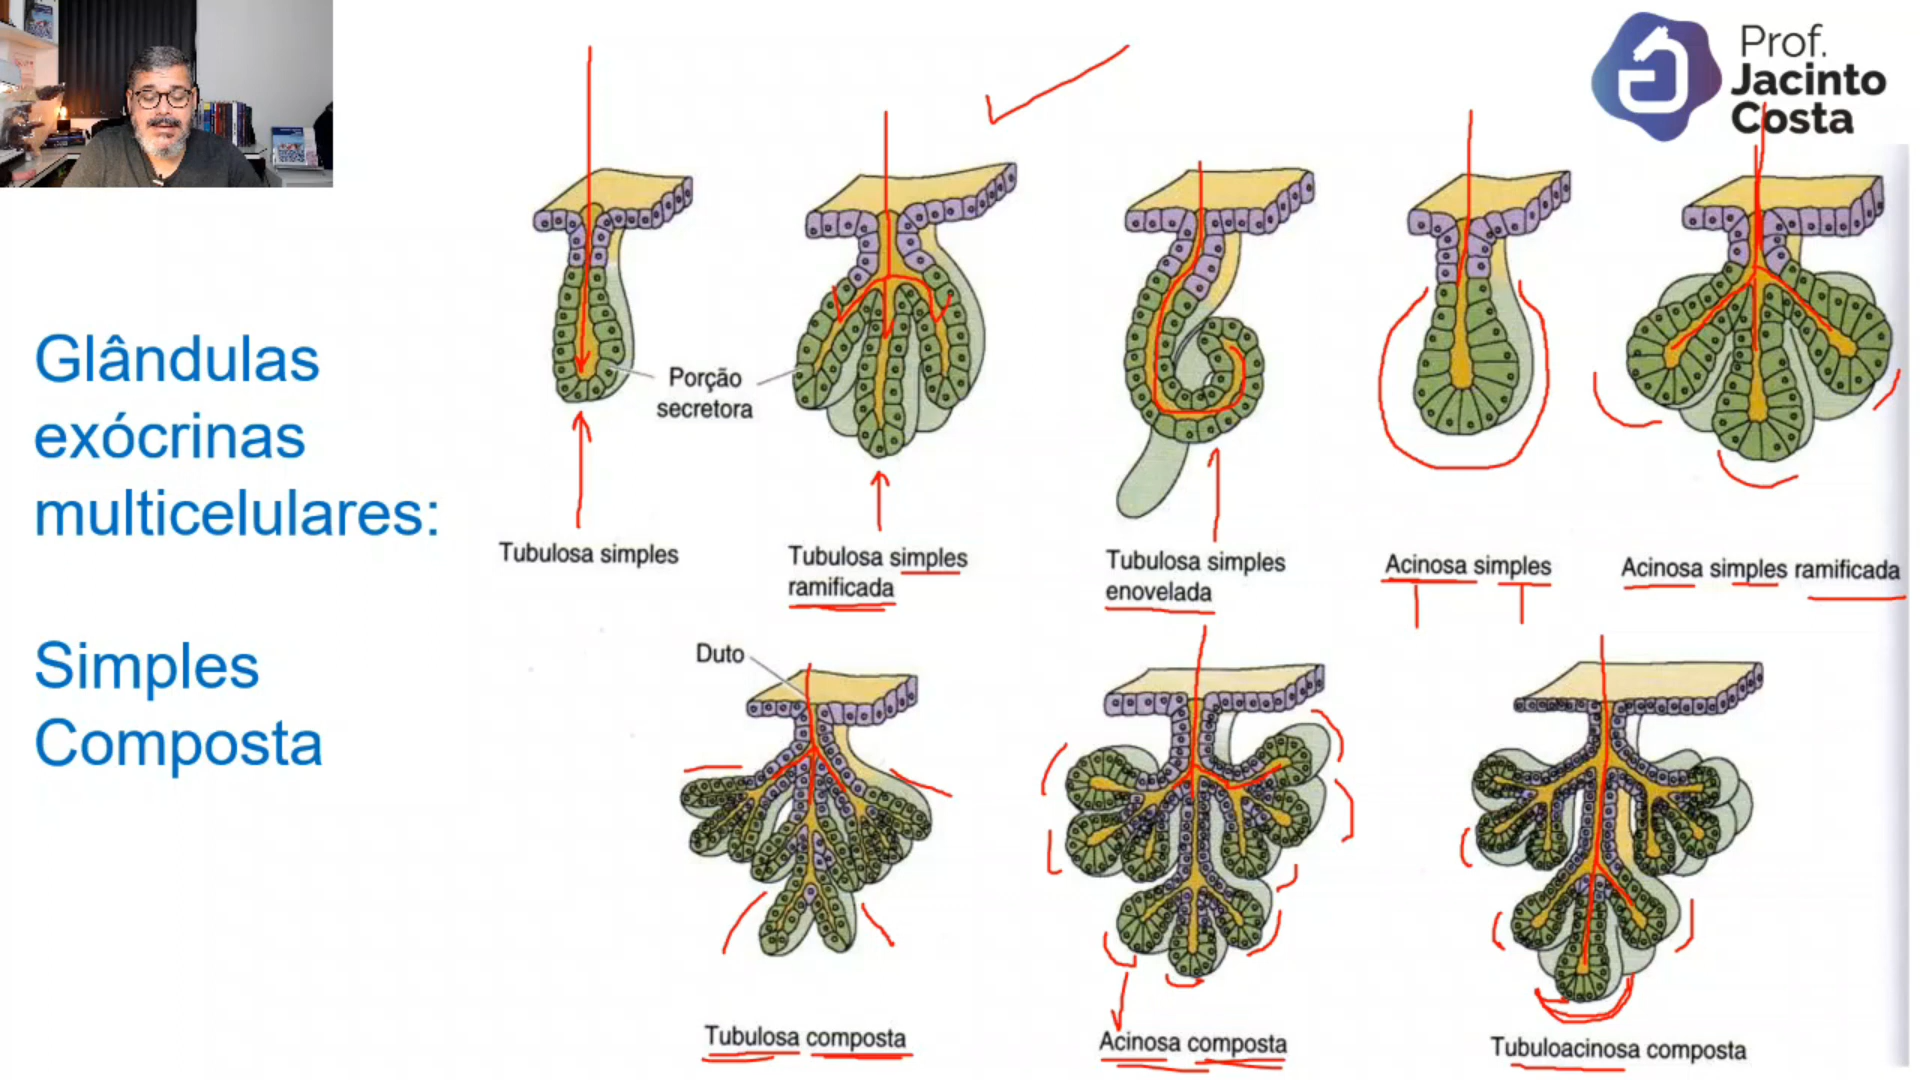 Prof.
Jacinto
Costa
Glândulas
exócrinas
multicelulares:
Simples
Composta
Porção
secretora
Tubulosa simples
Tubulosa simples
ramificada
Tubulosa simples
enovelada
Acinosa simples
Acinosa simples ramificada
Duto
Tubulosa composta
Acinosa composta
Tubuloacinosa composta